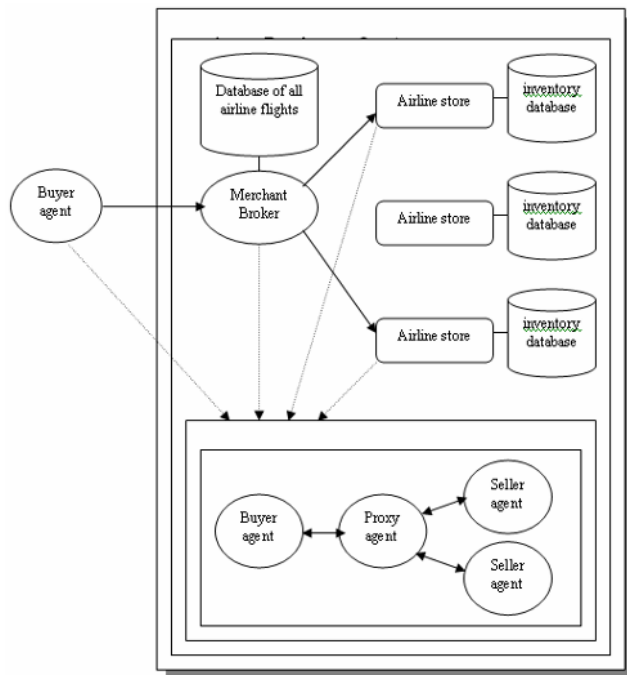 Database of all
airline flights
Airline store
inventory
database
Buyer
agent
Merchant
Broker
Airline store
inventory
database
Airline store
inventory
database
Buyer
agent
Proxy
agent
Seller
agent
Seller
agent